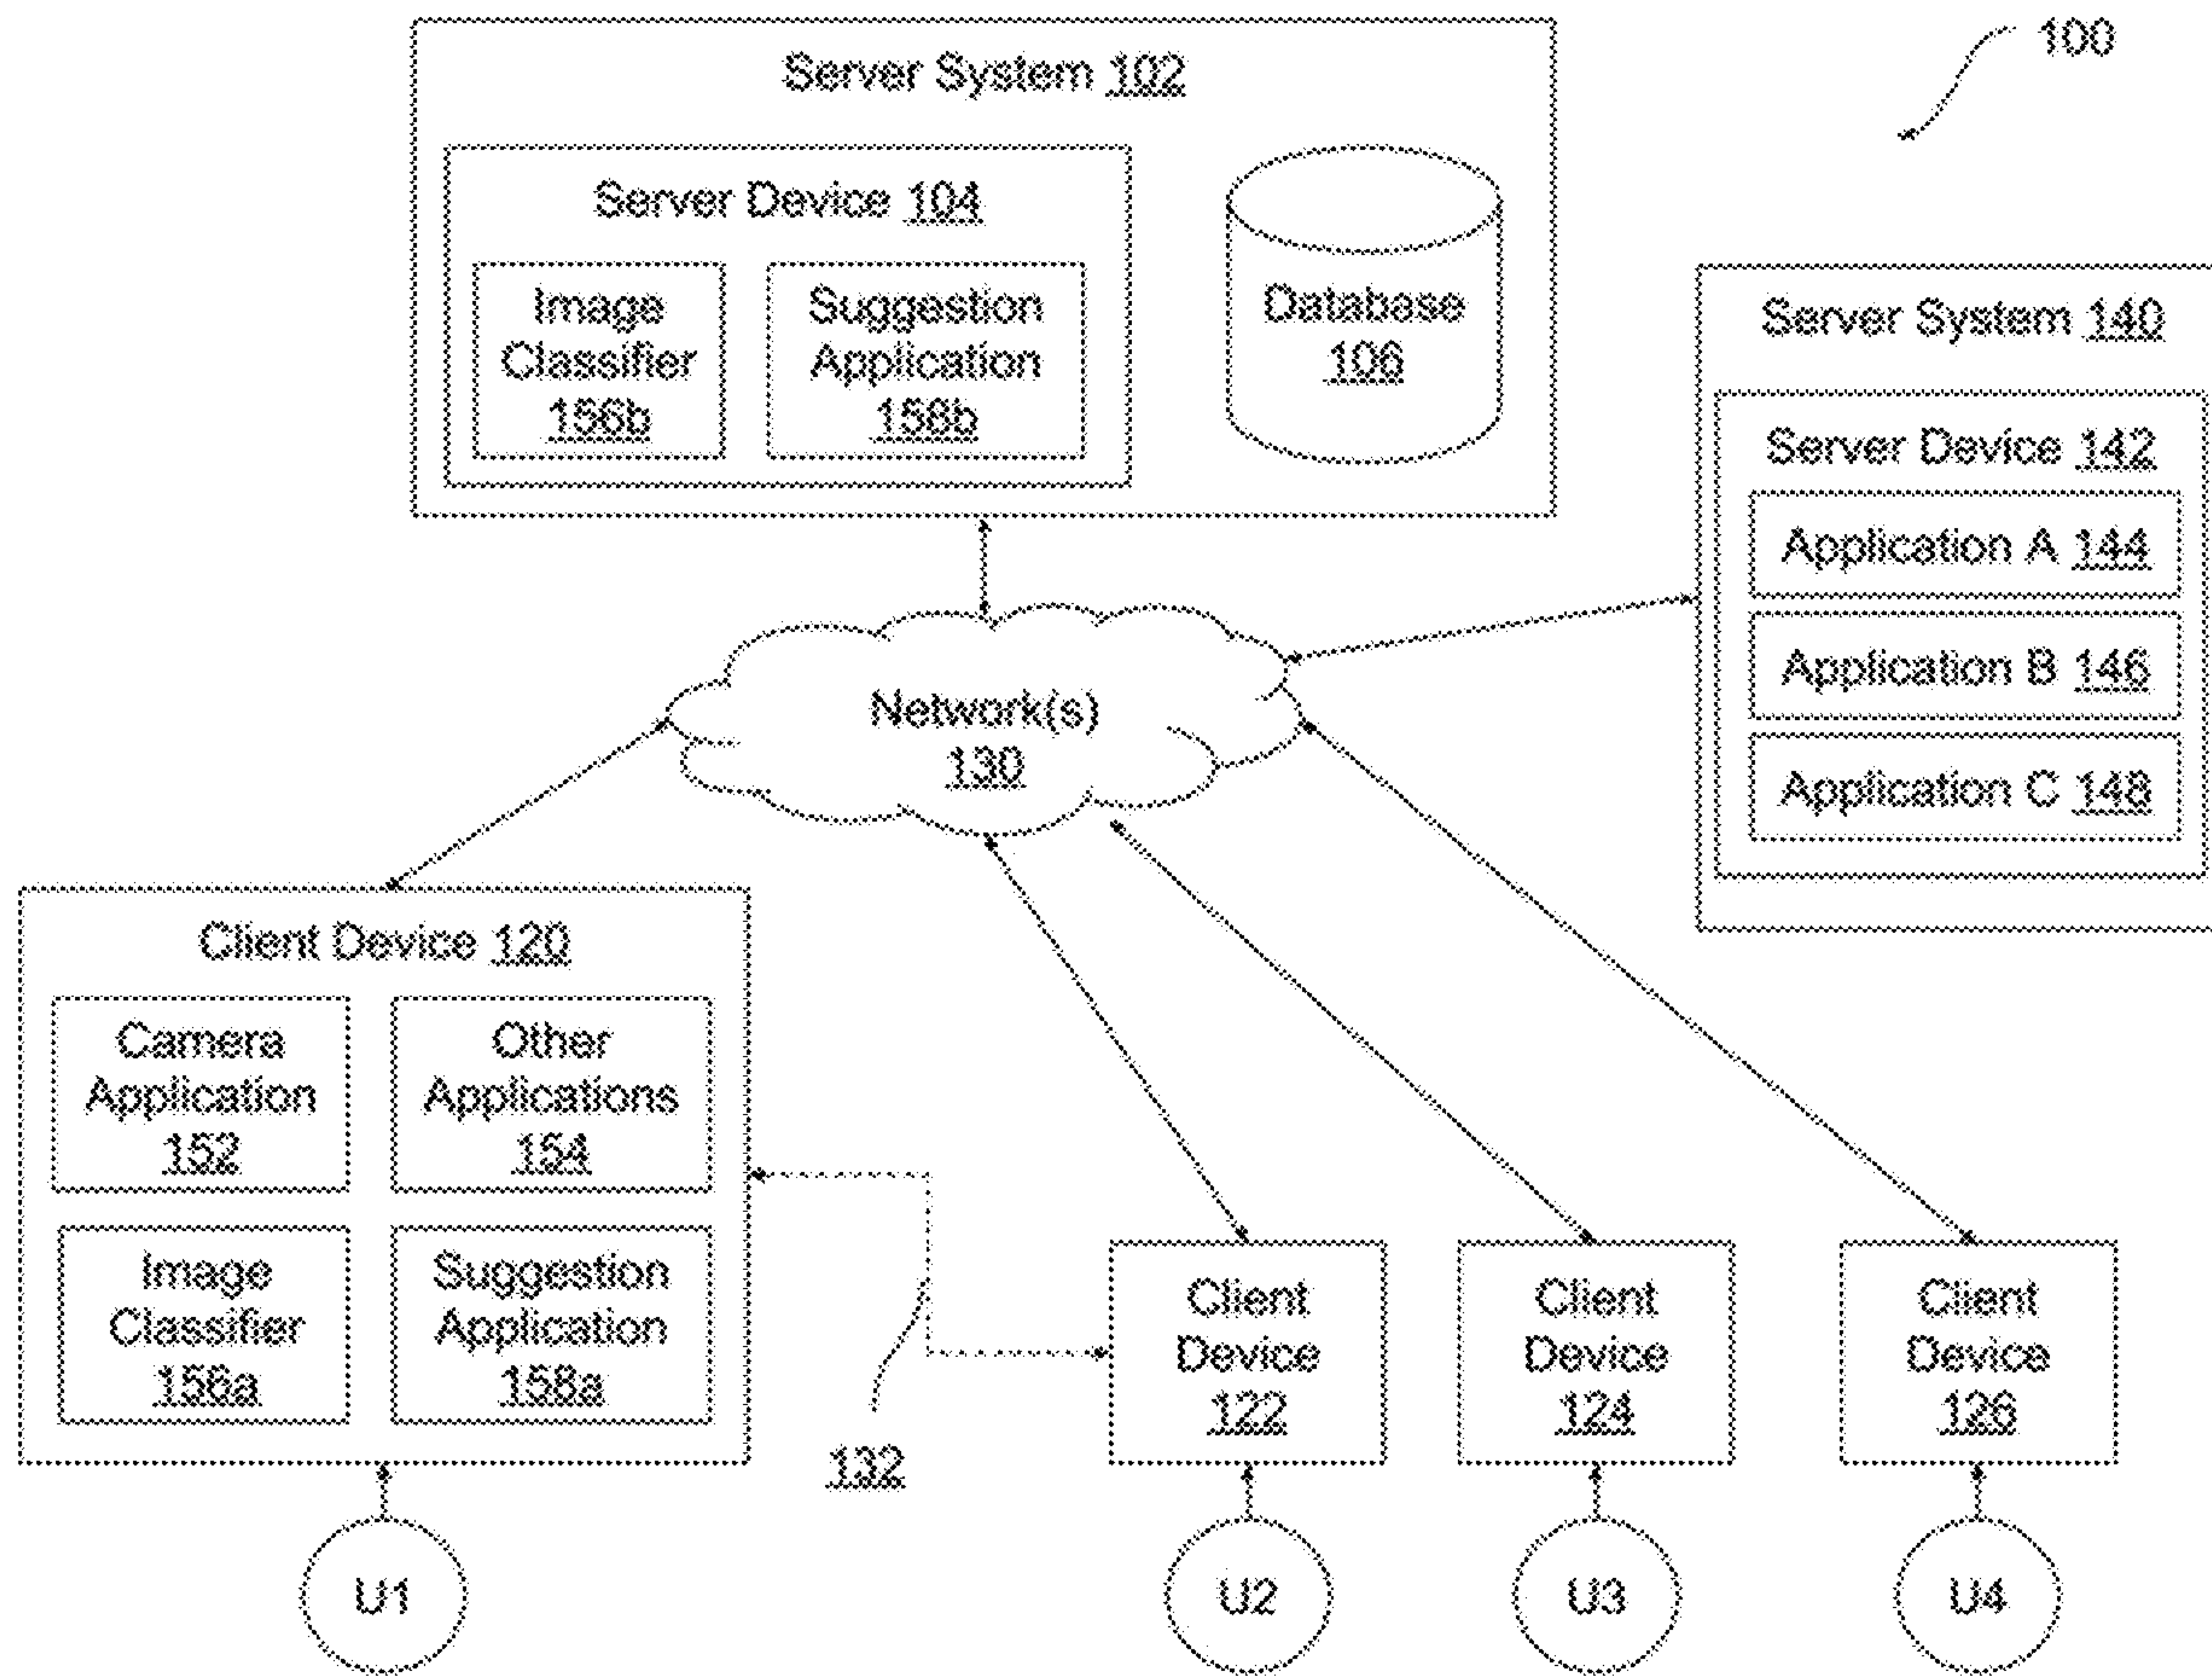 100
Server System 102
Server Device 104
Image
Classifier
156b
Suggestion
Application
158b
Database
106
Server System 140
Server Device 142
Application A 144
Application B 146
Application C 148
Network(s)
130
Client Device 120
Camera
Application
152
Other
Applications
154
Image
Classifier
156a
Suggestion
Application
158a
132
Client
Device
122
Client
Device
124
Client
Device
126
U1
U2
U3
U4